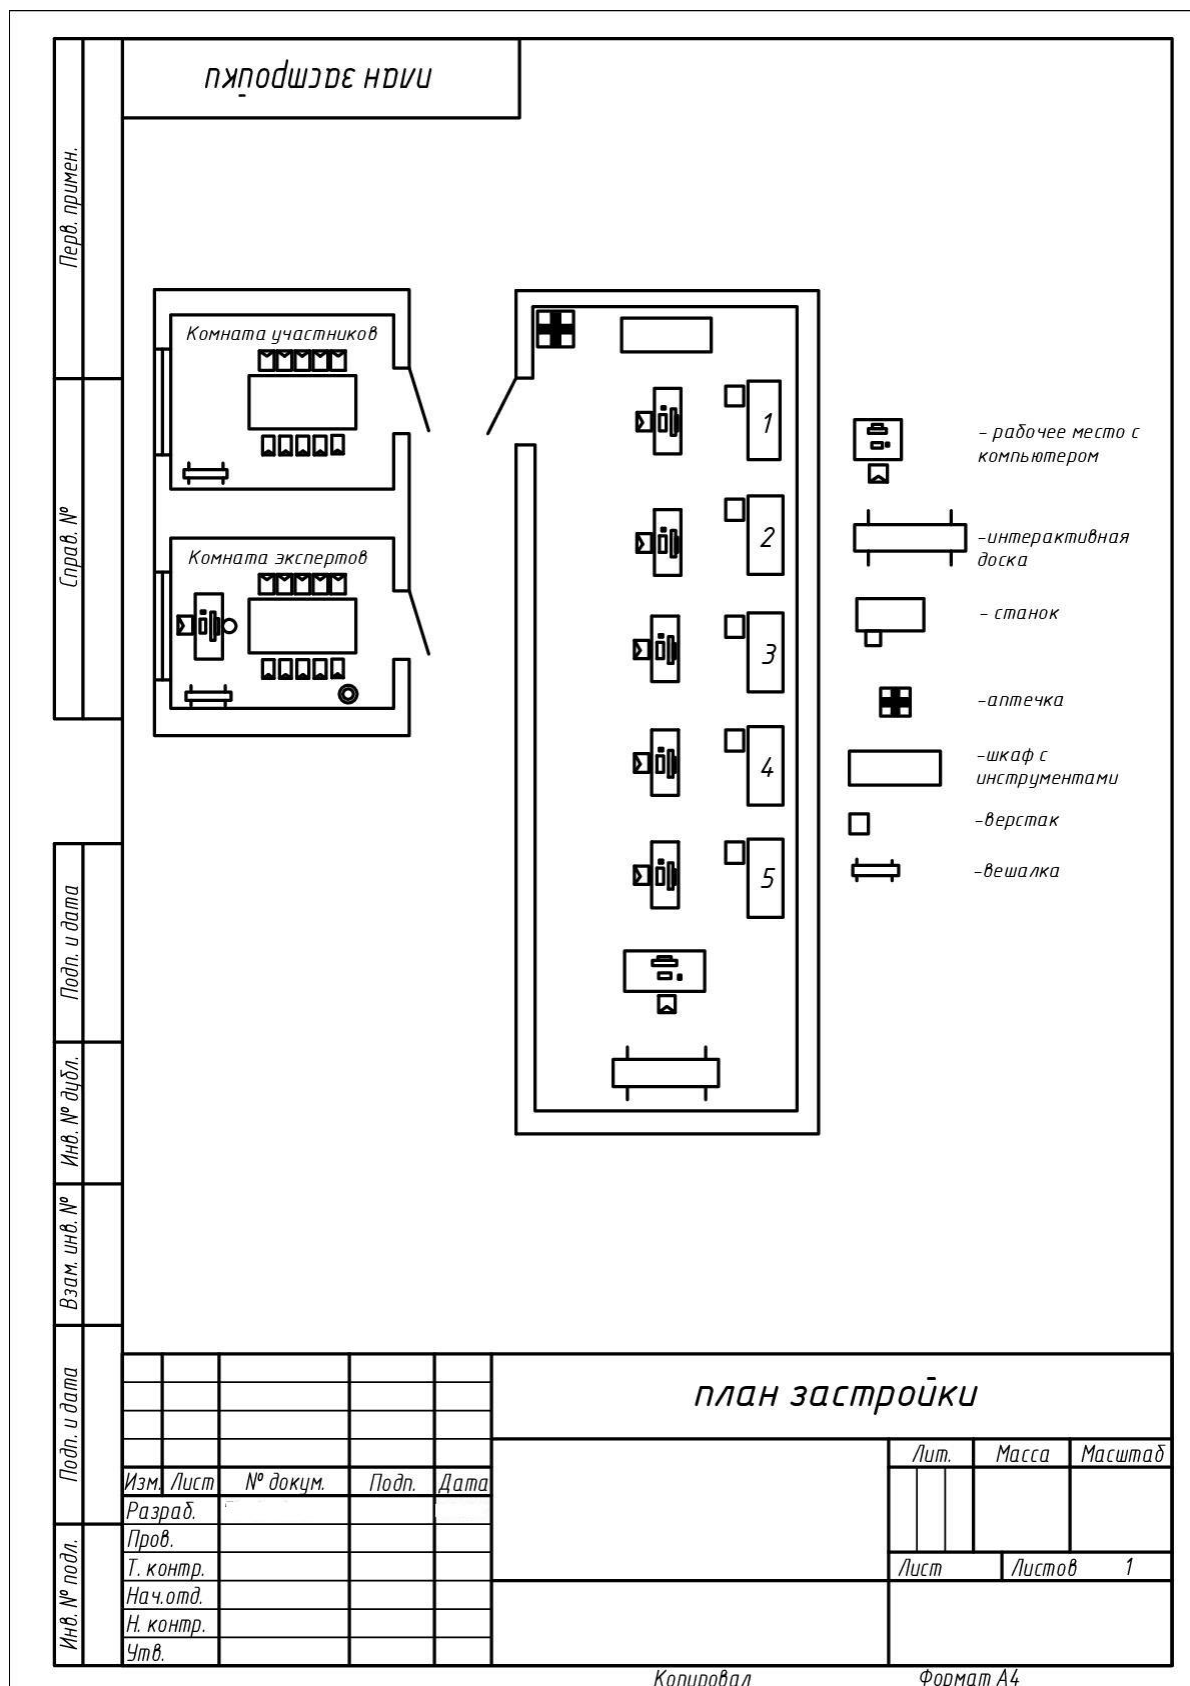 план застройки
Перв. примен.
Справ. №
Подп. и дата
Инв. № дубл.
Взам. инв. №
Подп. и дата
Инв. № подл.
Комната участников
Комната экспертов
1
2
3
4
5
- рабочее место с
компьютером
-интерактивная
доска
- станок
-аптечка
-шкаф с
инструментами
-верстак
-вешалка
план застройки
Изм. Лист № докум. Подп. Дата
Разраб.
Пров.
Т. контр.
Нач.отд.
Н. контр.
Утв.
Лит. Масса Масштаб
Лист Листов 1
Копировал Формат А4